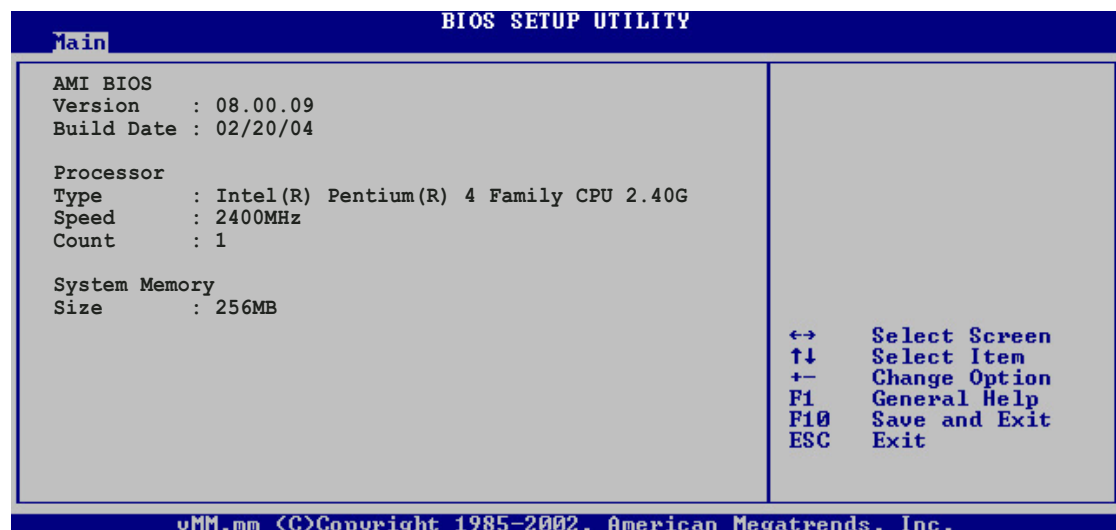 BIOS SETUP UTILITY
Main
AMI BIOS
Version : 08.00.09
Build Date : 02/20/04
Processor
Type : Intel(R) Pentium(R) 4 Family CPU 2.40G
Speed : 2400MHz
Count : 1
System Memory
Size : 256MB
←→ Select Screen
↑↓ Select Item
+- Change Option
F1 General Help
F10 Save and Exit
ESC Exit
vMM.mm (C)Copyright 1985-2002, American Megatrends, Inc.